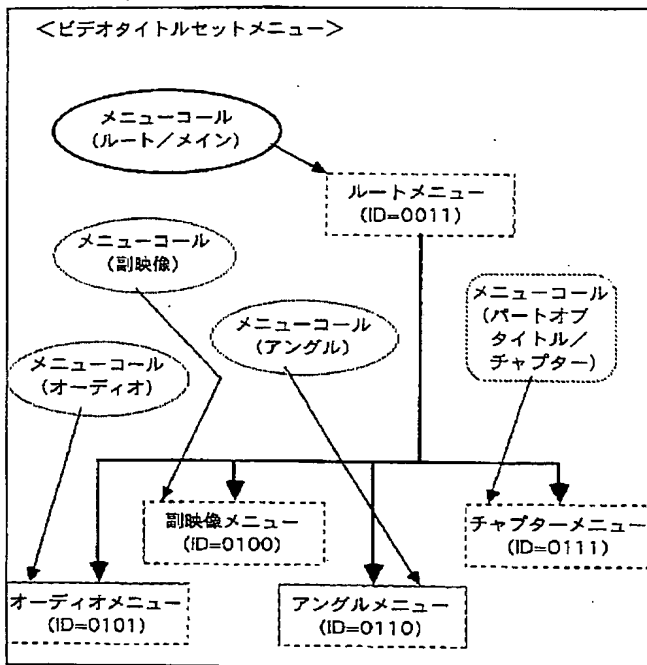 <ビデオタイトルセットメニュー>
メニューコール
(ルート/メイン)
ルートメニュー
(ID=0011)
メニューコール
(副映像)
メニューコール
(アングル)
メニューコール
(パートオブ
タイトル/
チャプター)
メニューコール
(オーディオ)
副映像メニュー
(ID=0100)
チャプターメニュー
(ID=0111)
オーディオメニュー
(ID=0101)
アングルメニュー
(ID=0110)